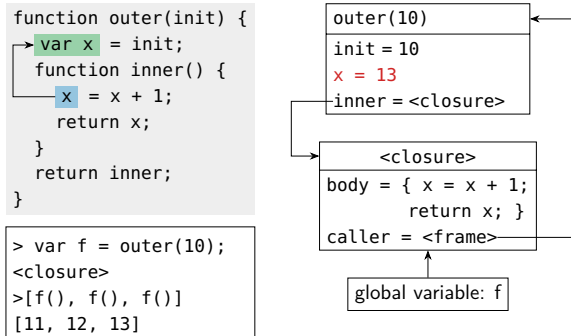 function outer(init) {
var x = init;
function inner() {
x = x + 1;
return x;
}
return inner;
}
> var f = outer(10);
<closure>
>[f(), f(), f()]
[11, 12, 13]
outer(10)
init = 10
x = 13
inner = <closure>
<closure>
body = { x = x + 1;
return x; }
caller = <frame>
global variable: f